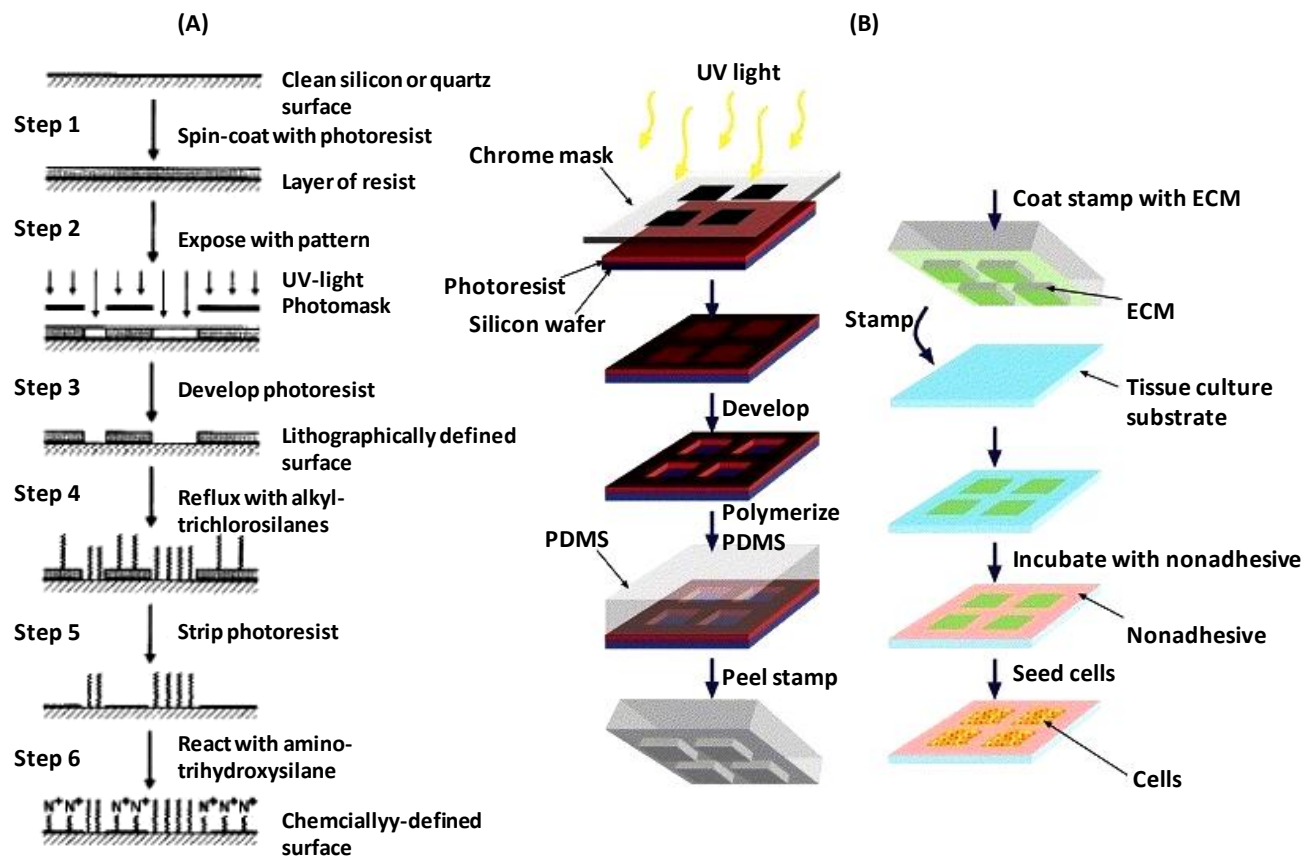 (A)
Clean silicon or quartz
surface
Step 1
Spin-coat with photoresist
Layer of resist
Step 2
Expose with pattern
UV-light
Photomask
Step 3
Develop photoresist
Lithographically defined
surface
Step 4
Reflux with alkyl-
trichlorosilanes
Step 5
Strip photoresist
Step 6
React with amino-
trihydroxysilane
N+ N+ N+ N+ N+ N+ N+
Chemciallyy-defined
surface
(B)
UV light
Chrome mask
Photoresist
Silicon wafer
Develop
Polymerize
PDMS
PDMS
Peel stamp
Coat stamp with ECM
ECM
Stamp
Tissue culture
substrate
Incubate with nonadhesive
Nonadhesive
Seed cells
Cells